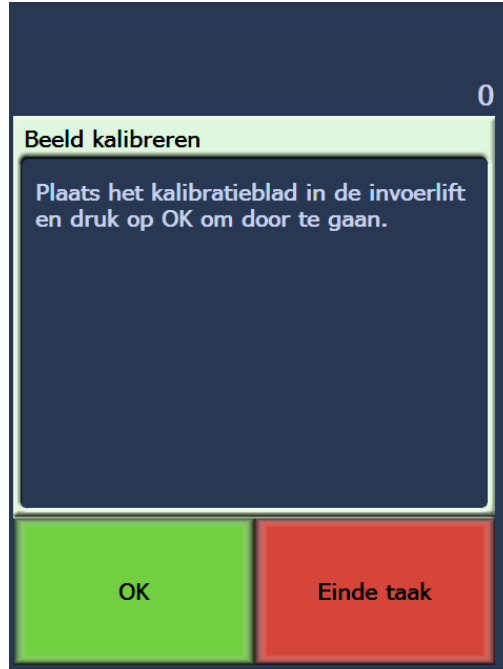 0
Beeld kalibreren
Plaats het kalibratieblad in de invoerlift
en druk op OK om door te gaan.
OK
Einde taak